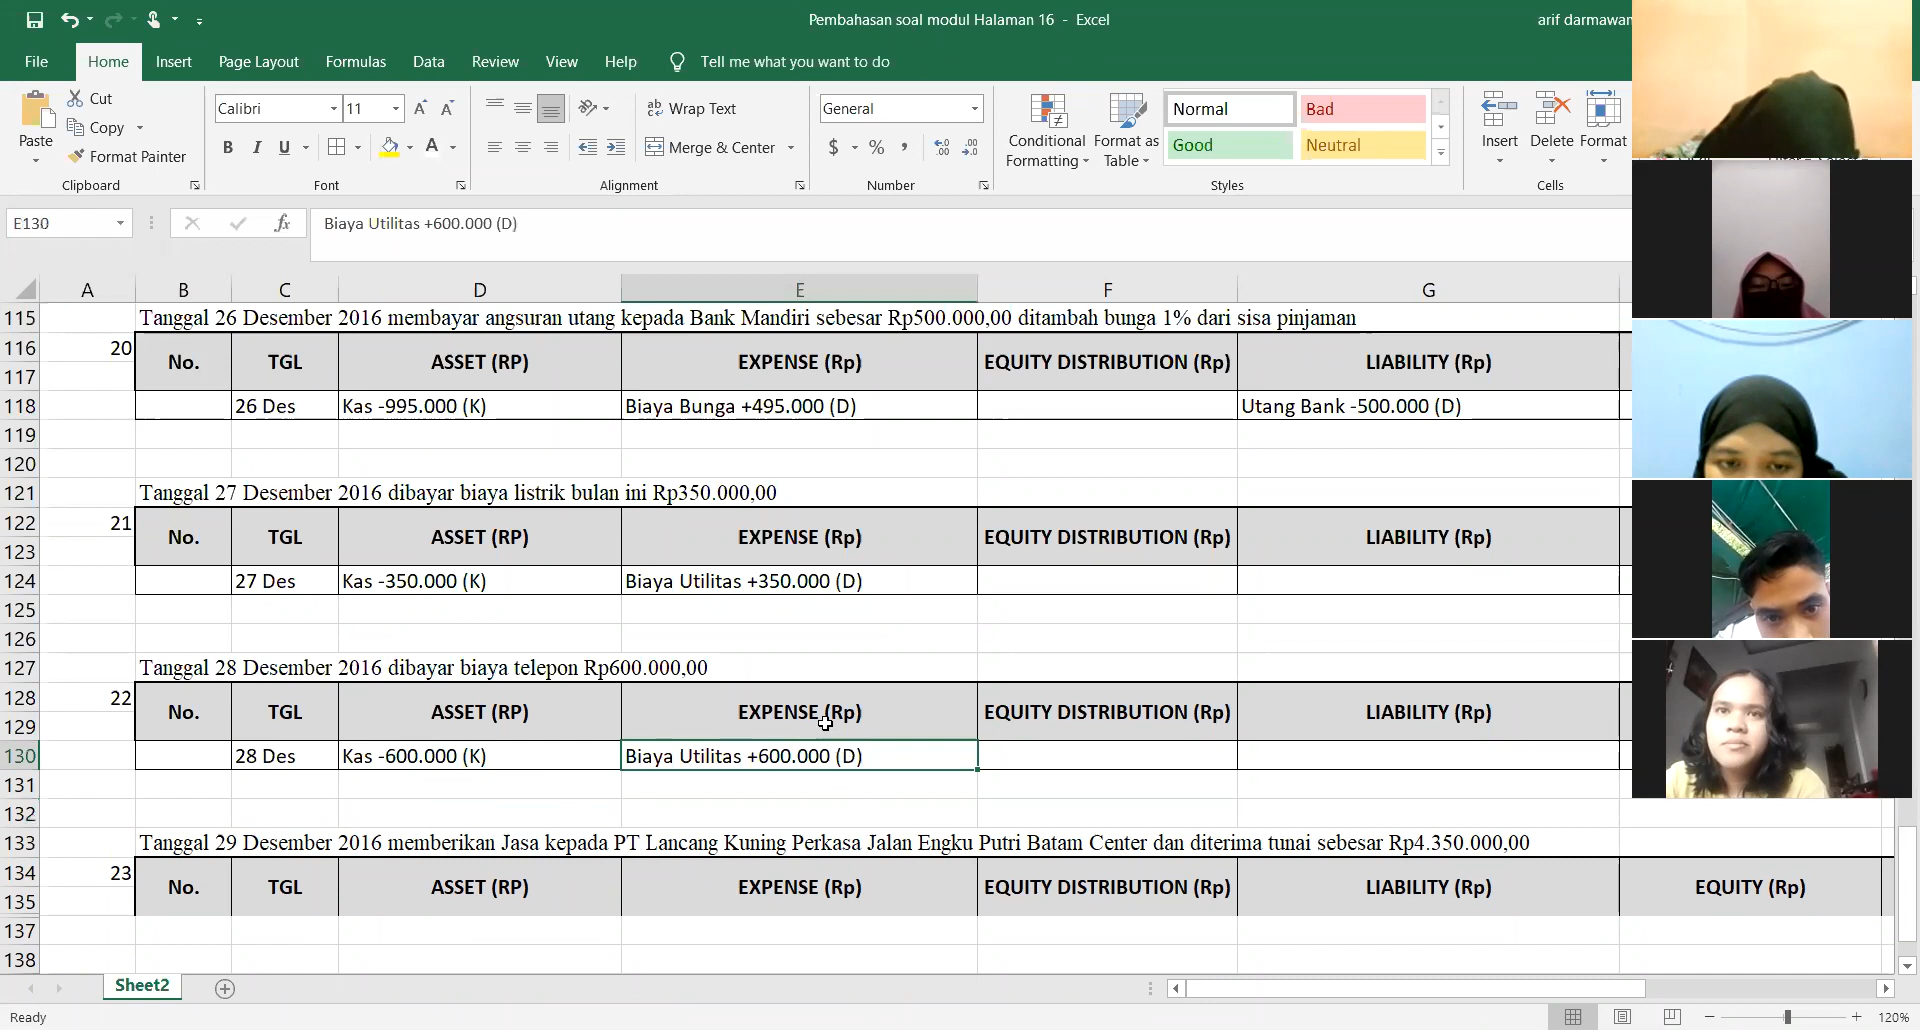 Pembahasan soal modul Halaman 16 - Excel
arif darmawan
File Home Insert Page Layout Formulas Data Review View Help Tell me what you want to do
Paste
Cut
Copy
Format Painter
Clipboard
Calibri 11
B I U
Font
Wrap Text
Merge & Center
Alignment
General
$ % ,
Number
Conditional Formatting
Format as Table
Normal Bad
Good Neutral
Styles
Insert Delete Format
Cells
E130 fx Biaya Utilitas +600.000 (D)
A B C D E F G
115 Tanggal 26 Desember 2016 membayar angsuran utang kepada Bank Mandiri sebesar Rp500.000,00 ditambah bunga 1% dari sisa pinjaman
116 20 No. TGL ASSET (RP) EXPENSE (Rp) EQUITY DISTRIBUTION (Rp) LIABILITY (Rp)
117
118 26 Des Kas -995.000 (K) Biaya Bunga +495.000 (D) Utang Bank -500.000 (D)
119
120
121 Tanggal 27 Desember 2016 dibayar biaya listrik bulan ini Rp350.000,00
122 21 No. TGL ASSET (RP) EXPENSE (Rp) EQUITY DISTRIBUTION (Rp) LIABILITY (Rp)
123
124 27 Des Kas -350.000 (K) Biaya Utilitas +350.000 (D)
125
126
127 Tanggal 28 Desember 2016 dibayar biaya telepon Rp600.000,00
128 22 No. TGL ASSET (RP) EXPENSE (Rp) EQUITY DISTRIBUTION (Rp) LIABILITY (Rp)
129
130 28 Des Kas -600.000 (K) Biaya Utilitas +600.000 (D)
131
132
133 Tanggal 29 Desember 2016 memberikan Jasa kepada PT Lancang Kuning Perkasa Jalan Engku Putri Batam Center dan diterima tunai sebesar Rp4.350.000,00
134 23 No. TGL ASSET (RP) EXPENSE (Rp) EQUITY DISTRIBUTION (Rp) LIABILITY (Rp) EQUITY (Rp)
135
137
138
Sheet2
Ready
120%